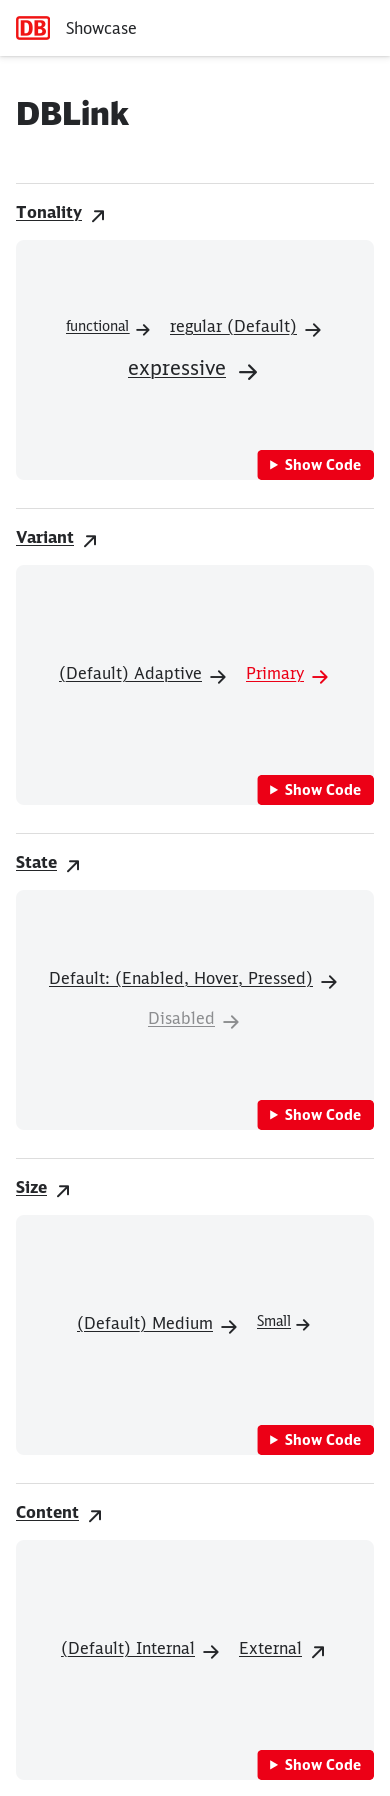 DB Showcase
DBLink
Tonality
functional regular (Default)
expressive
Show Code
Variant
(Default) Adaptive Primary
Show Code
State
Default: (Enabled, Hover, Pressed)
Disabled
Show Code
Size
(Default) Medium Small
Show Code
Content
(Default) Internal External
Show Code